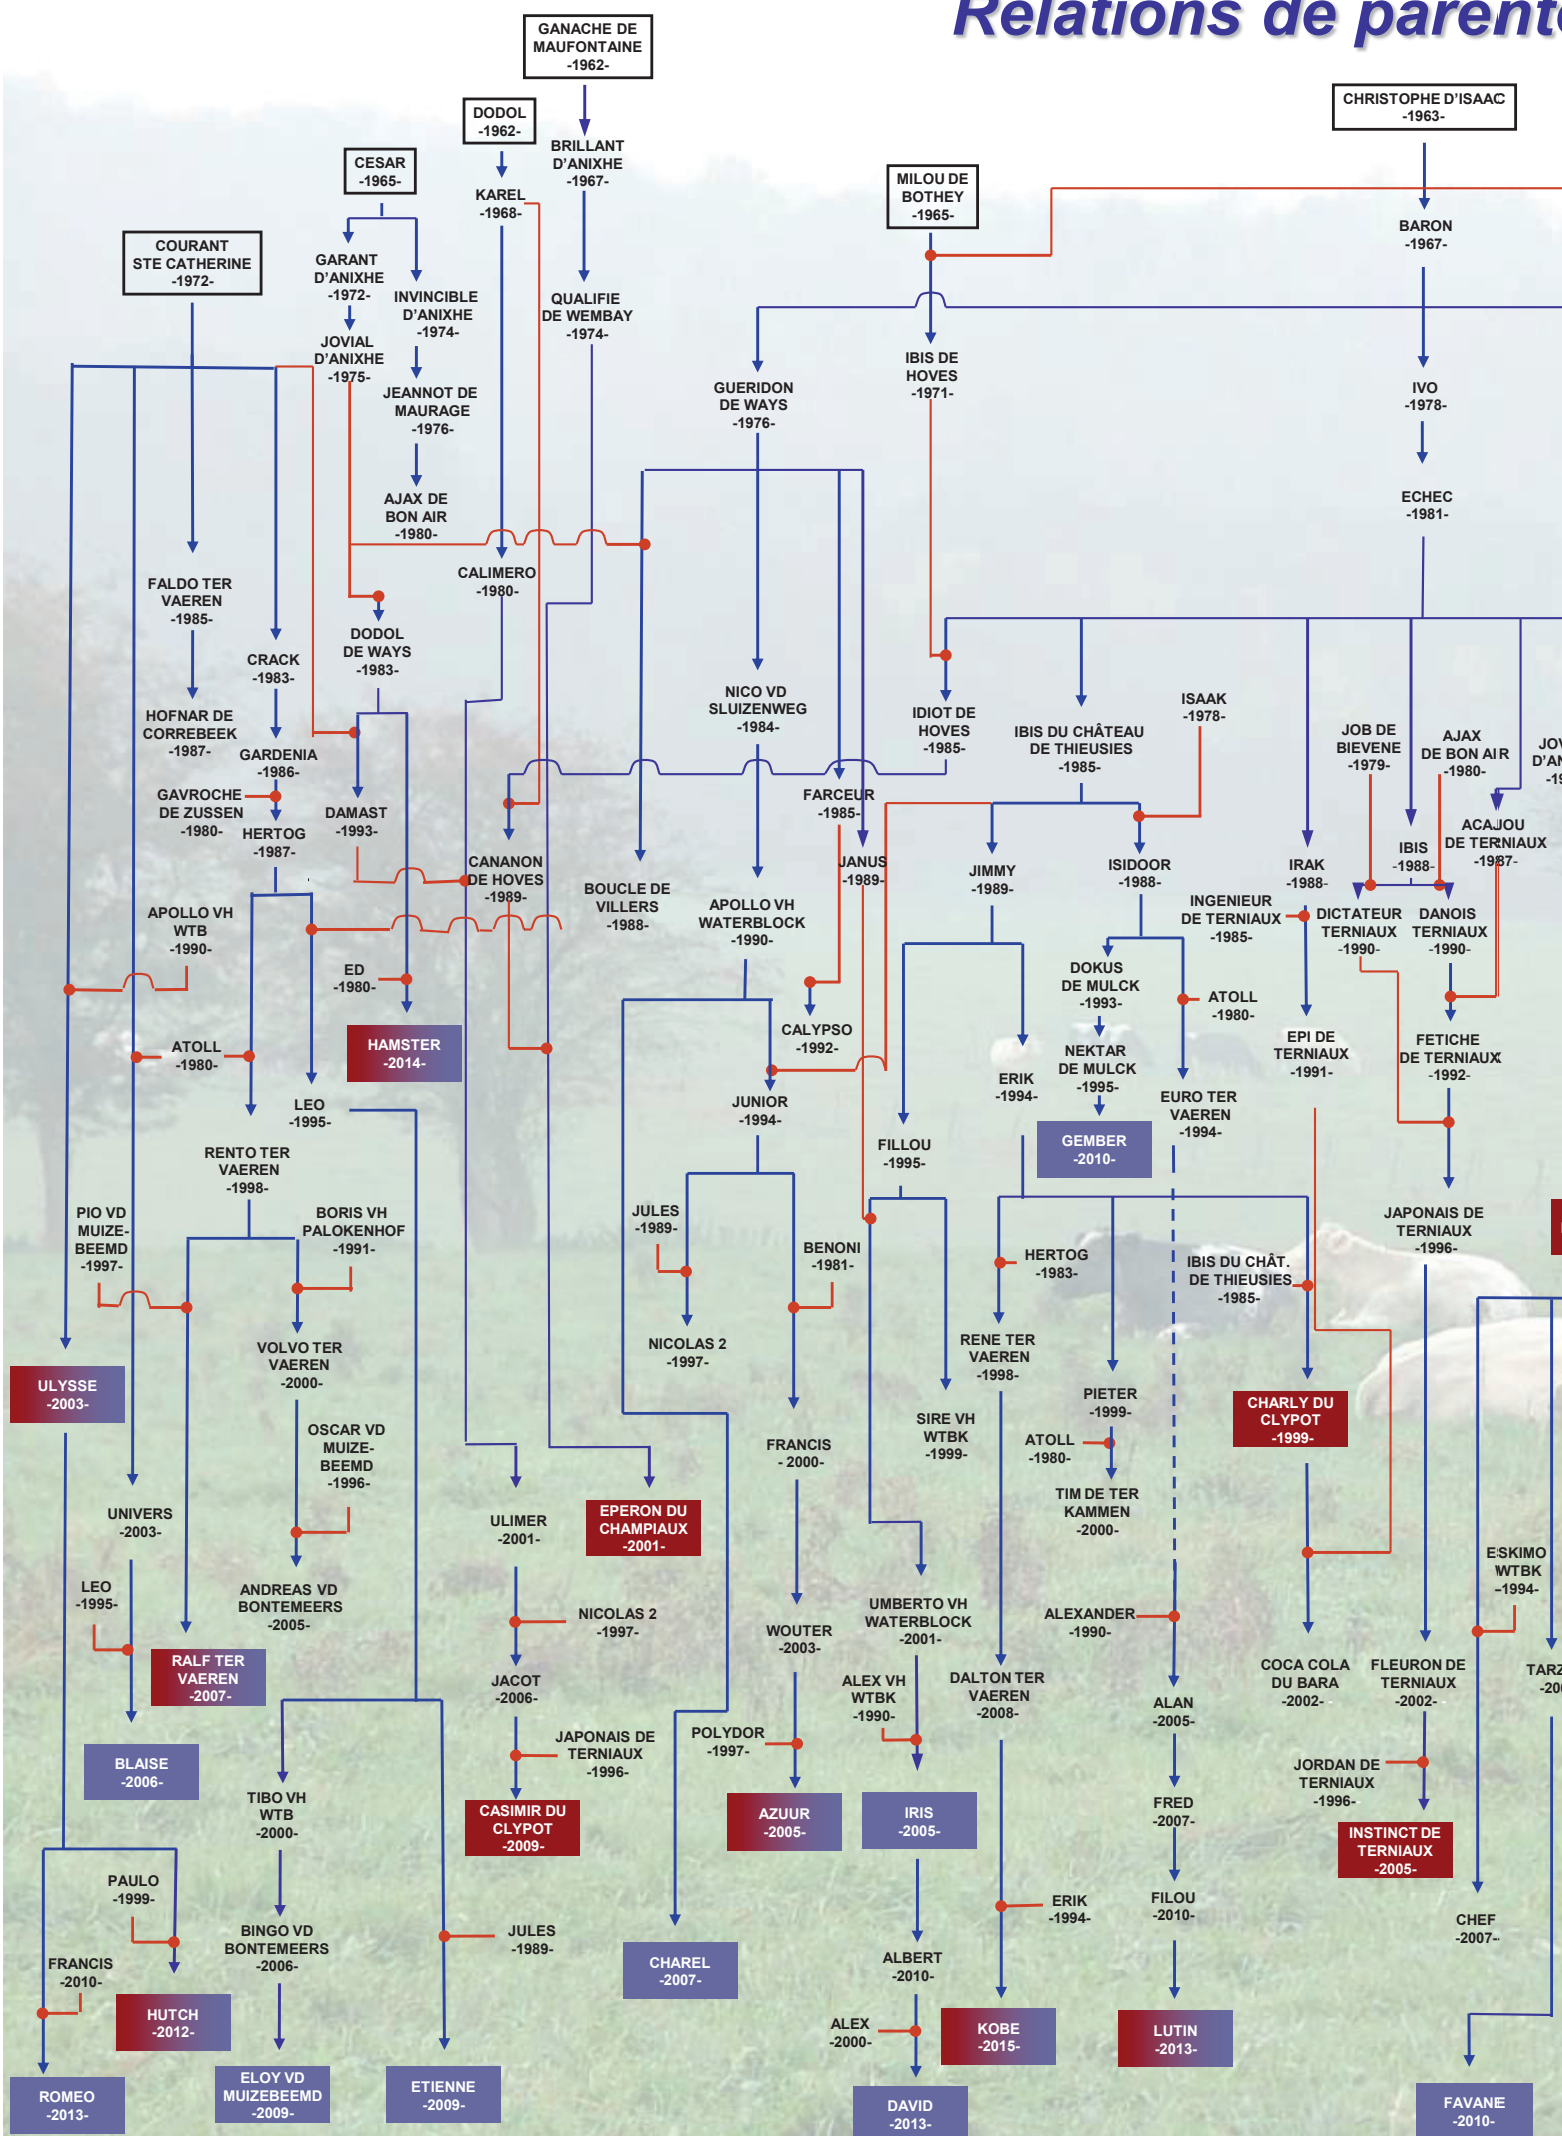 Relations de parenté
GANACHE DE
MAUFONTAINE
-1962-
DODOL
-1962-
CHRISTOPHE D'ISAAC
-1963-
BRILLANT
D'ANIXHE
-1967-
CESAR
-1965-
KAREL
-1968-
MILOU DE
BOTHEY
-1965-
BARON
-1967-
COURANT
STE CATHERINE
-1972-
GARANT
D'ANIXHE
-1972-
INVINCIBLE
D'ANIXHE
-1974-
QUALIFIE
DE WEMBAY
-1974-
JOVIAL
D'ANIXHE
-1975-
JEANNOT DE
MAURAGE
-1976-
GUERIDON
DE WAYS
-1976-
IBIS DE
HOVES
-1971-
IVO
-1978-
AJAX DE
BON AIR
-1980-
ECHEC
-1981-
FALDO TER
VAEREN
-1985-
CALIMERO
-1980-
CRACK
-1983-
DODOL
DE WAYS
-1983-
HOFNAR DE
CORREBEEK
-1987-
NICO VD
SLUIZENWEG
-1984-
IDIOT DE
HOVES
-1985-
IBIS DU CHÂTEAU
DE THIEUSIES
-1985-
ISAAK
-1978-
JOB DE
BIEVENE
-1979-
AJAX
DE BON AIR
-1980-
GARDENIA
-1986-
GAVROCHE
DE ZUSSEN
-1980-
HERTOG
-1987-
DAMAST
-1993-
FARCEUR
-1985-
ACAJOU
DE TERNIAUX
-1987-
CANANON
DE HOVES
-1989-
BOUCLE DE
VILLERS
-1988-
JANUS
-1989-
JIMMY
-1989-
ISIDOOR
-1988-
IRAK
-1988-
IBIS
-1988-
APOLLO VH
WTB
-1990-
APOLLO VH
WATERBLOCK
-1990-
INGENIEUR
DE TERNIAUX
-1985-
DICTATEUR
TERNIAUX
-1990-
DANOIS
TERNIAUX
-1990-
ED
-1980-
DOKUS
DE MULCK
-1993-
ATOLL
-1980-
HAMSTER
-2014-
ATOLL
-1980-
CALYPSO
-1992-
NEKTAR
DE MULCK
-1995-
EPI DE
TERNIAUX
-1991-
FETICHE
DE TERNIAUX
-1992-
LEO
-1995-
JUNIOR
-1994-
ERIK
-1994-
EURO TER
VAEREN
-1994-
RENTO TER
VAEREN
-1998-
FILLOU
-1995-
GEMBER
-2010-
PIO VD
MUIZE-
BEEMD
-1997-
BORIS VH
PALOKENHOF
-1991-
JULES
-1989-
BENONI
-1981-
HERTOG
-1983-
IBIS DU CHÂT.
DE THIEUSIES
-1985-
JAPONAIS DE
TERNIAUX
-1996-
VOLVO TER
VAEREN
-2000-
NICOLAS 2
-1997-
RENE TER
VAEREN
-1998-
ULYSSE
-2003-
PIETER
-1999-
CHARLY DU
CLYPOT
-1999-
OSCAR VD
MUIZE-
BEEMD
-1996-
FRANCIS
- 2000-
SIRE VH
WTBK
-1999-
ATOLL
-1980-
UNIVERS
-2003-
ULIMER
-2001-
EPERON DU
CHAMPIAUX
-2001-
TIM DE TER
KAMMEN
-2000-
ESKIMO
WTBK
-1994-
LEO
-1995-
ANDREAS VD
BONTEMEERS
-2005-
NICOLAS 2
-1997-
WOUTER
-2003-
UMBERTO VH
WATERBLOCK
-2001-
ALEXANDER
-1990-
RALF TER
VAEREN
-2007-
JACOT
-2006-
ALEX VH
WTBK
-1990-
DALTON TER
VAEREN
-2008-
ALAN
-2005-
COCA COLA
DU BARA
-2002-
FLEURON DE
TERNIAUX
-2002-
BLAISE
-2006-
JAPONAIS DE
TERNIAUX
-1996-
POLYDOR
-1997-
JORDAN DE
TERNIAUX
-1996-
TIBO VH
WTB
-2000-
CASIMIR DU
CLYPOT
-2009-
AZUUR
-2005-
IRIS
-2005-
FRED
-2007-
INSTINCT DE
TERNIAUX
-2005-
PAULO
-1999-
BINGO VD
BONTEMEERS
-2006-
JULES
-1989-
ERIK
-1994-
FILOU
-2010-
CHEF
-2007-
FRANCIS
-2010-
CHAREL
-2007-
ALBERT
-2010-
HUTCH
-2012-
ALEX
-2000-
KOBE
-2015-
LUTIN
-2013-
ROMEO
-2013-
ELOY VD
MUIZEBEEMD
-2009-
ETIENNE
-2009-
DAVID
-2013-
FAVANE
-2010-